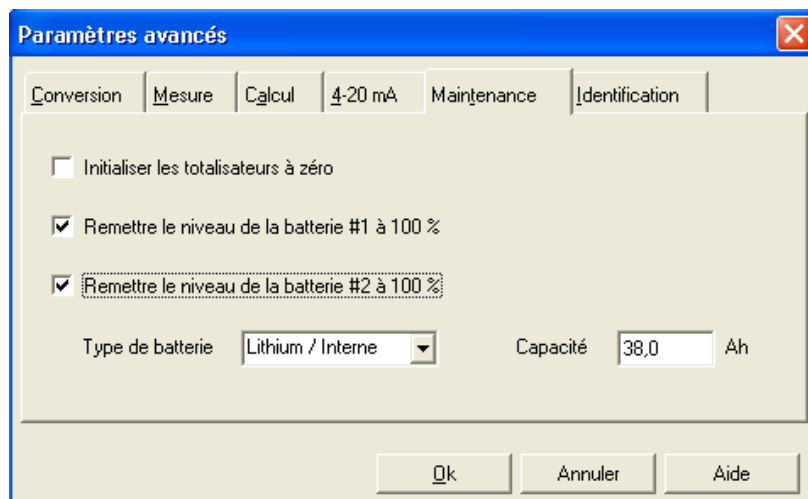 Paramètres avancés
Conversion Mesure Calcul 4-20 mA Maintenance Identification
Initialiser les totalisateurs à zéro
Remettre le niveau de la batterie #1 à 100 %
Remettre le niveau de la batterie #2 à 100 %
Type de batterie Lithium / Interne Capacité 38,0 Ah
Ok Annuler Aide